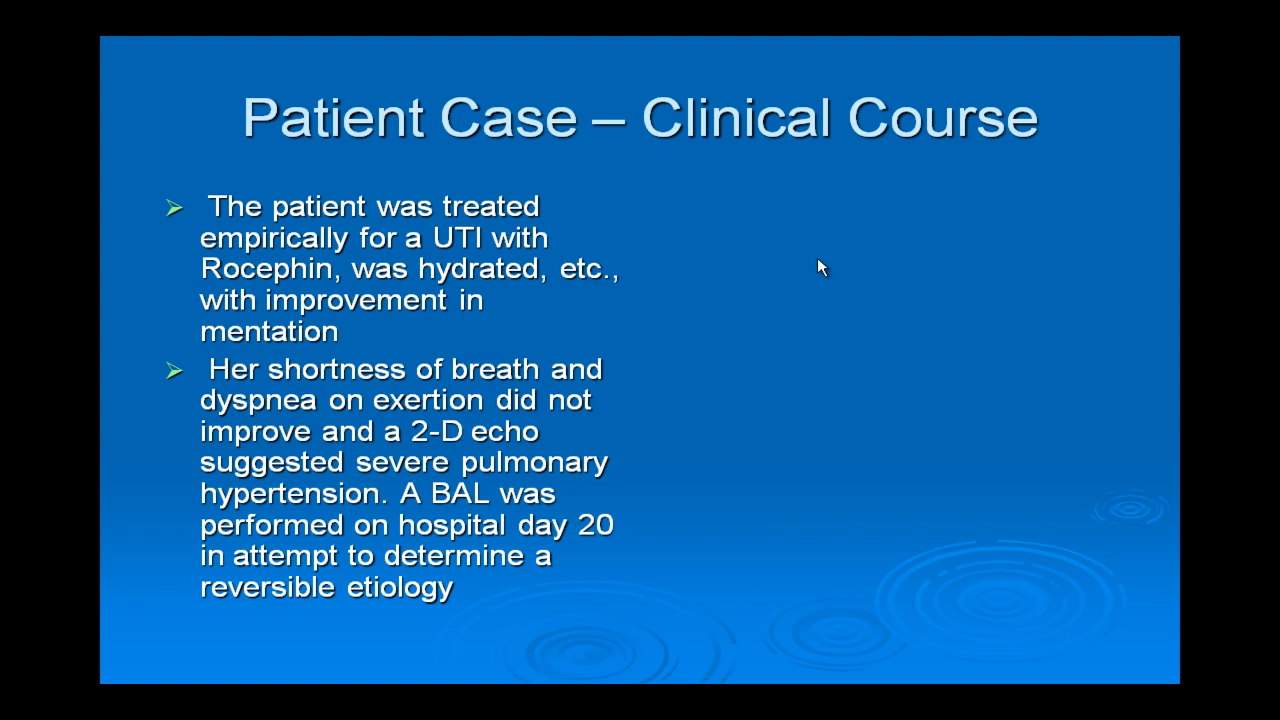 Patient Case – Clinical Course
The patient was treated
empirically for a UTI with
Rocephin, was hydrated, etc.,
with improvement in
mentation
Her shortness of breath and
dyspnea on exertion did not
improve and a 2-D echo
suggested severe pulmonary
hypertension. A BAL was
performed on hospital day 20
in attempt to determine a
reversible etiology